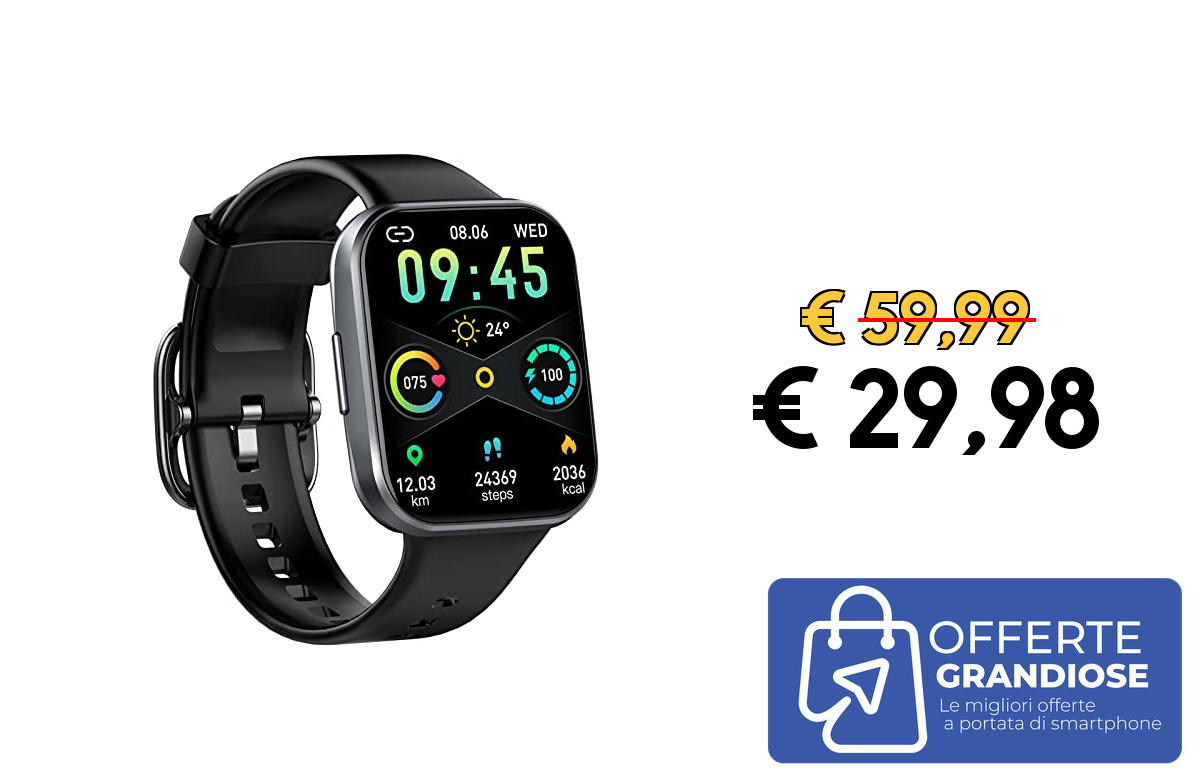 08.06 WED
09:45
24°
075
100
12.03
km
24369
steps
2036
kcal
€ 59,99
€ 29,98
OFFERTE
GRANDIOSE
Le migliori offerte
a portata di smartphone